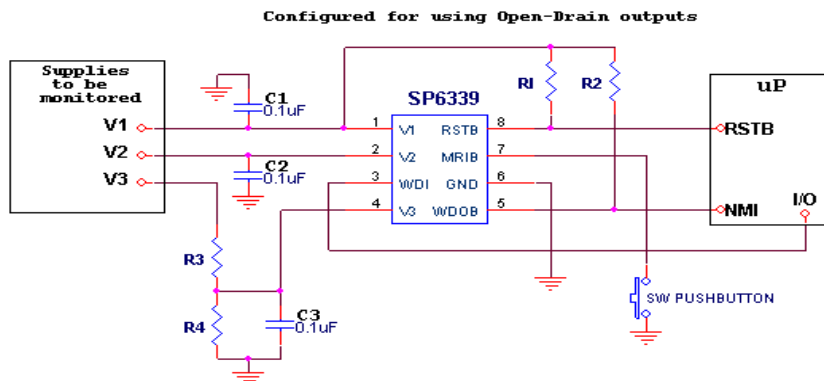 Configured for using Open-Drain outputs
Supplies
to be
monitored
V1
V2
V3
C1
0.1uF
C2
0.1uF
SP6339
1 V1 RSTB 8
2 V2 MRIB 7
3 WDI GND 6
4 V3 WDOB 5
R1
R2
uP
RSTB
NMI
I/O
R3
R4
C3
0.1uF
SW PUSHBUTTON